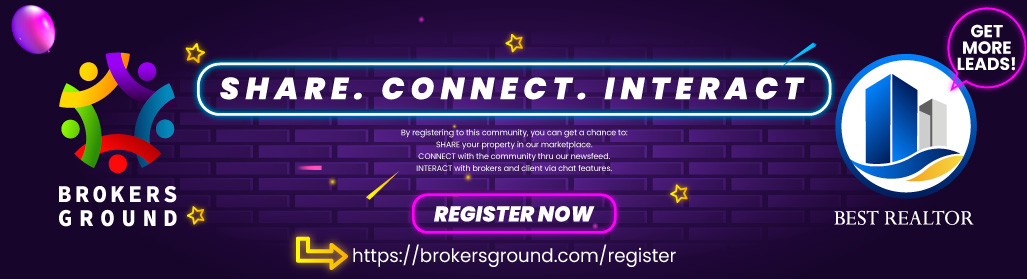 GET
MORE
LEADS!
SHARE. CONNECT. INTERACT
By registering to this community, you can get a chance to:
SHARE your property in our marketplace.
CONNECT with the community thru our newsfeed.
INTERACT with brokers and client via chat features.
BROKERS
GROUND
REGISTER NOW
BEST REALTOR
https://brokersground.com/register